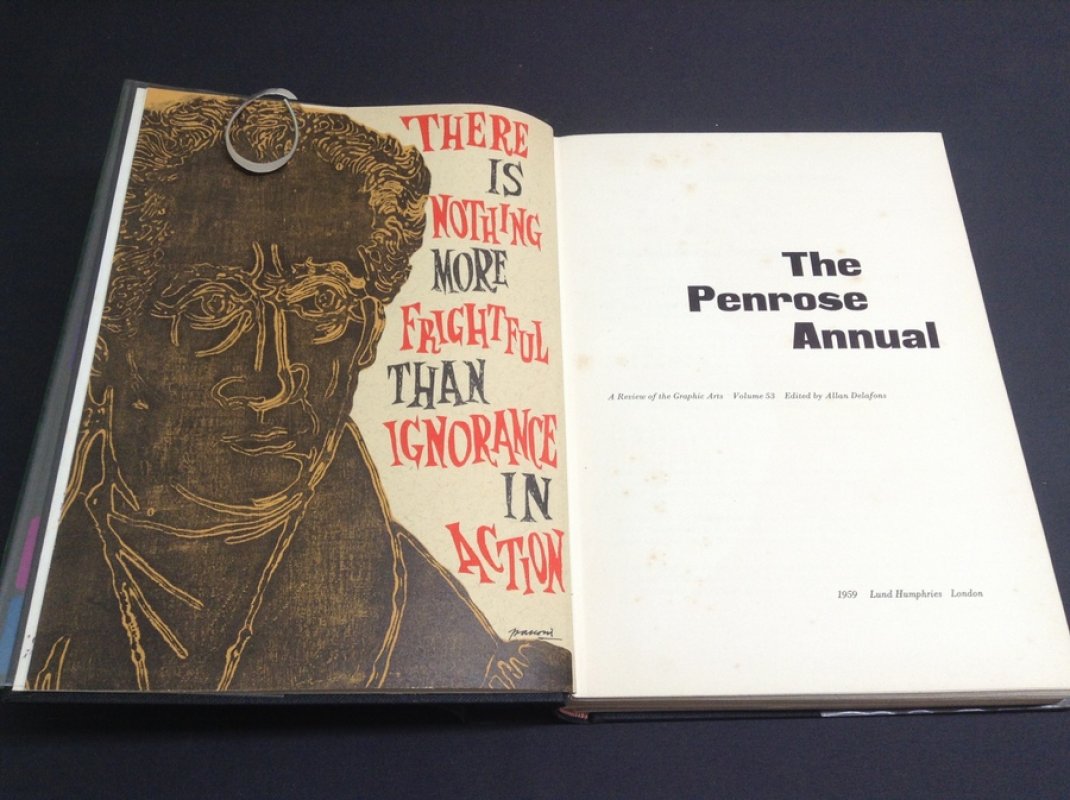 THERE
IS
NOTHING
MORE
FRIGHTFUL
THAN
IGNORANCE
IN
ACTION
The
Penrose
Annual
A Review of the Graphic Arts Volume 53 Edited by Allan Delafons
1959 Lund Humphries London